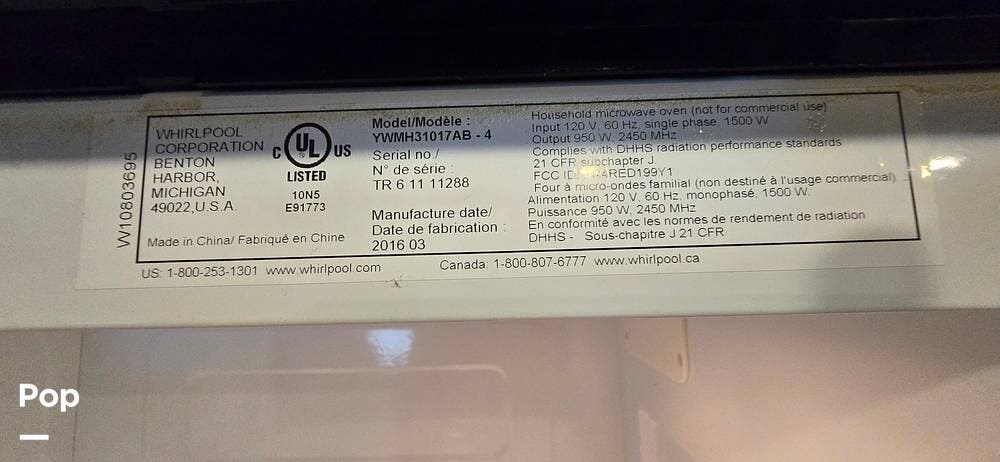 W10803695
WHIRLPOOL
CORPORATION
BENTON
HARBOR,
MICHIGAN
49022,U.S.A.
Made in China/ Fabriqué en Chine
C UL US
LISTED
10N5
E91773
Model/Modèle :
YWMH31017AB - 4
Serial no./
N° de série :
TR 6 11 11288
Manufacture date/
Date de fabrication :
2016 03
Household microwave oven (not for commercial use)
Input 120 V, 60 Hz, single phase, 1500 W
Output 950 W, 2450 MHz
Complies with DHHS radiation performance standards
21 CFR subchapter J.
FCC ID
Four à micro-ondes familial (non destiné à l'usage commercial)
Alimentation 120 V, 60 Hz, monophasé, 1500 W.
Puissance 950 W, 2450 MHz
En conformité avec les normes de rendement de radiation
DHHS - Sous-chapitre J 21 CFR
US: 1-800-253-1301 www.whirlpool.com
Canada: 1-800-807-6777 www.whirlpool.ca
Pop